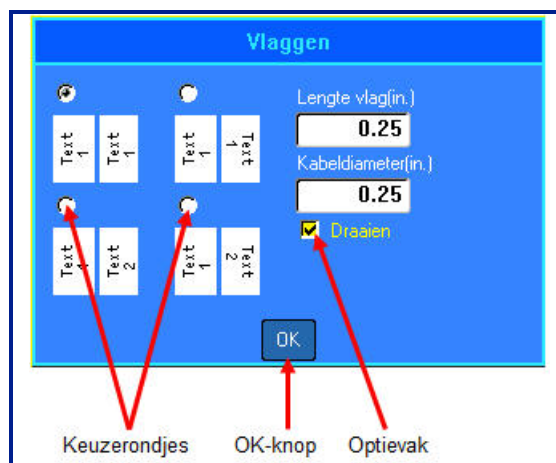 Vlaggen
Lengte vlag(in.)
0.25
Text 1
Text 1
Text 1
Text 1
Kabeldiameter(in.)
0.25
Draaien
Text 1
Text 2
Text 1
Text 2
OK
Keuzerondjes
OK-knop
Optievak